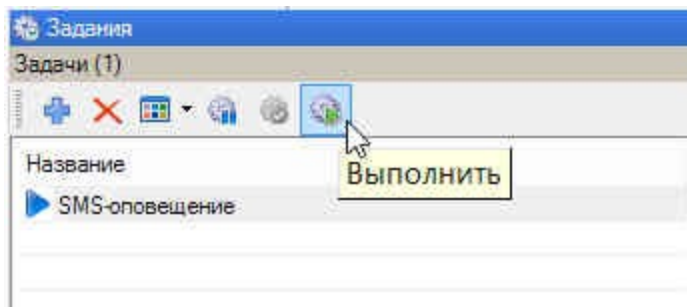 Задания
Задачи (1)
Название
Выполнить
SMS-оповещение